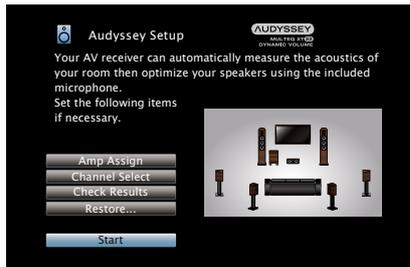 Audyssey Setup
AUDYSSEY
MULTEQ XT32
DYNAMIC VOLUME
Your AV receiver can automatically measure the acoustics of
your room then optimize your speakers using the included
microphone.
Set the following items
if necessary.
Amp Assign
Channel Select
Check Results
Restore...
Start